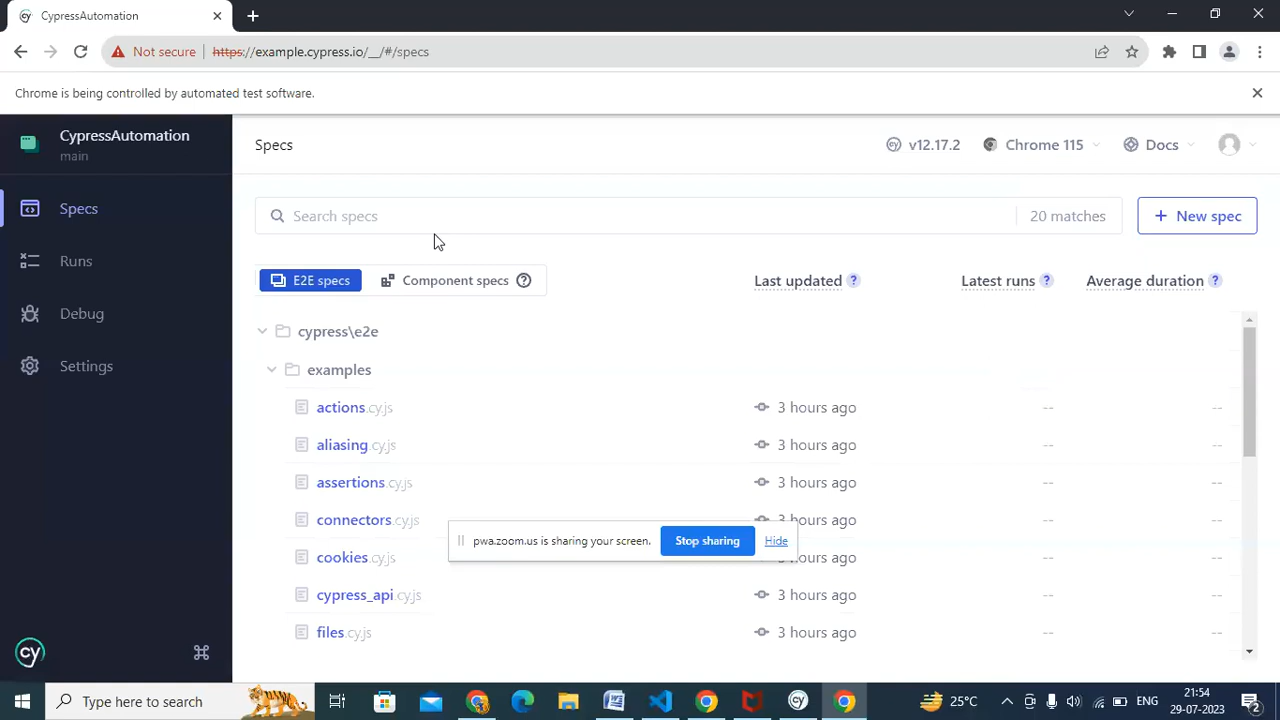 CypressAutomation
Not secure https://example.cypress.io/__/#/specs
Chrome is being controlled by automated test software.
CypressAutomation
main
Specs
Runs
Debug
Settings
cy
Specs
v12.17.2
Chrome 115
Docs
Search specs
20 matches
+ New spec
E2E specs
Component specs ?
Last updated ?
Latest runs ?
Average duration ?
cypress\e2e
examples
actions.cy.js 3 hours ago -- --
aliasing.cy.js 3 hours ago -- --
assertions.cy.js 3 hours ago -- --
connectors.cy.js 3 hours ago -- --
pwa.zoom.us is sharing your screen. Stop sharing Hide
cookies.cy.js 3 hours ago -- --
cypress_api.cy.js 3 hours ago -- --
files.cy.js 3 hours ago -- --
Type here to search
25°C
ENG
21:54
29-07-2023
2